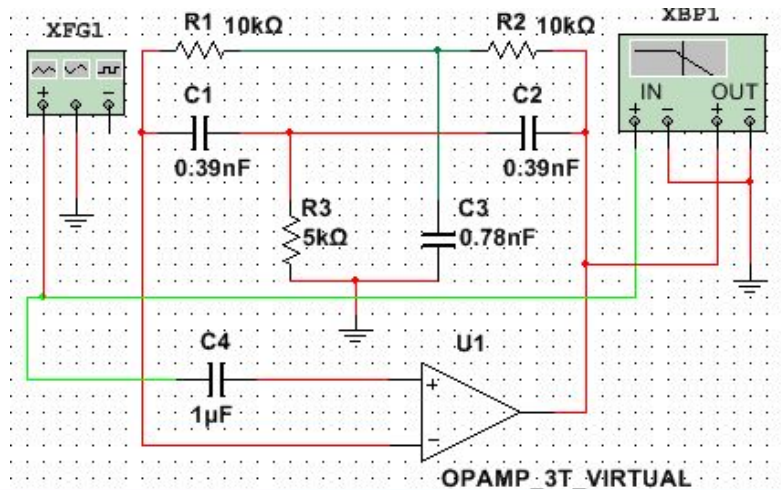 XFG1
R1 10kΩ
R2 10kΩ
XBP1
IN OUT
C1
0.39nF
C2
0.39nF
R3
5kΩ
C3
0.78nF
C4
1µF
U1
OPAMP_3T_VIRTUAL